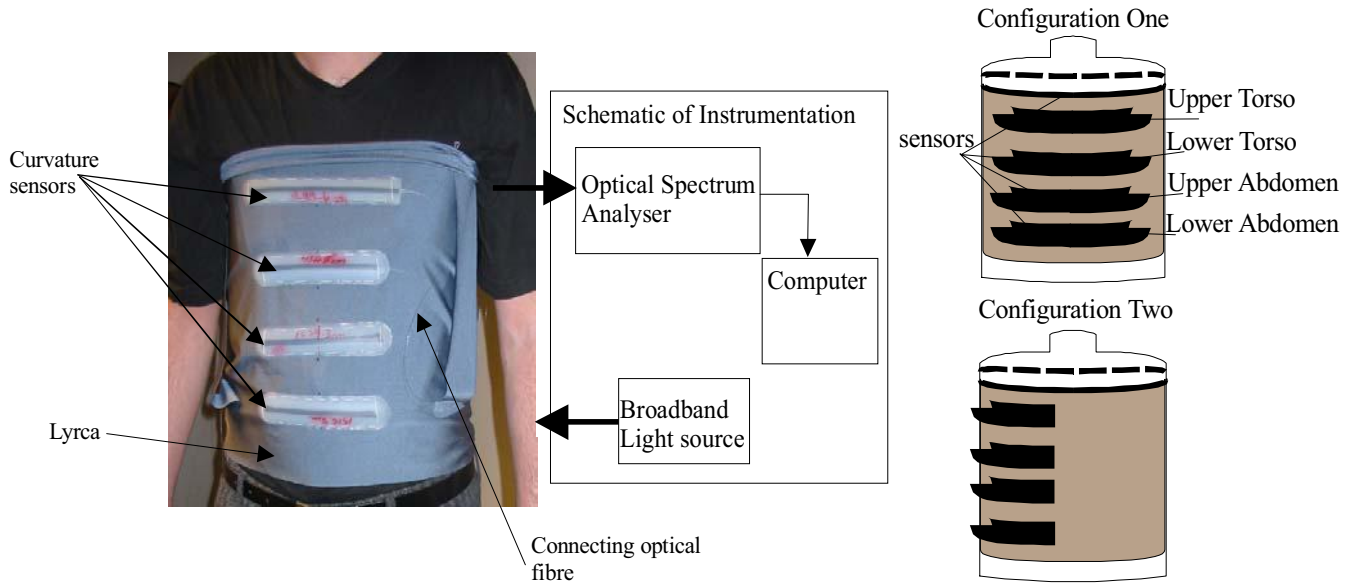 Configuration One
Schematic of Instrumentation
Curvature
sensors
Optical Spectrum
Analyser
Computer
Broadband
Light source
Lyrca
Connecting optical
fibre
sensors
Upper Torso
Lower Torso
Upper Abdomen
Lower Abdomen
Configuration Two